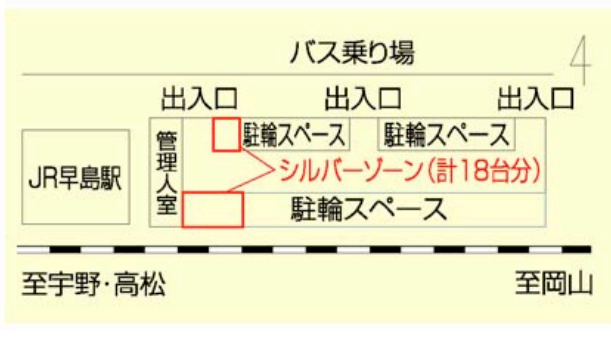 バス乗り場
出入口 出入口 出入口
管理人室
駐輪スペース 駐輪スペース
JR早島駅
シルバーゾーン(計18台分)
駐輪スペース
至宇野・高松 至岡山